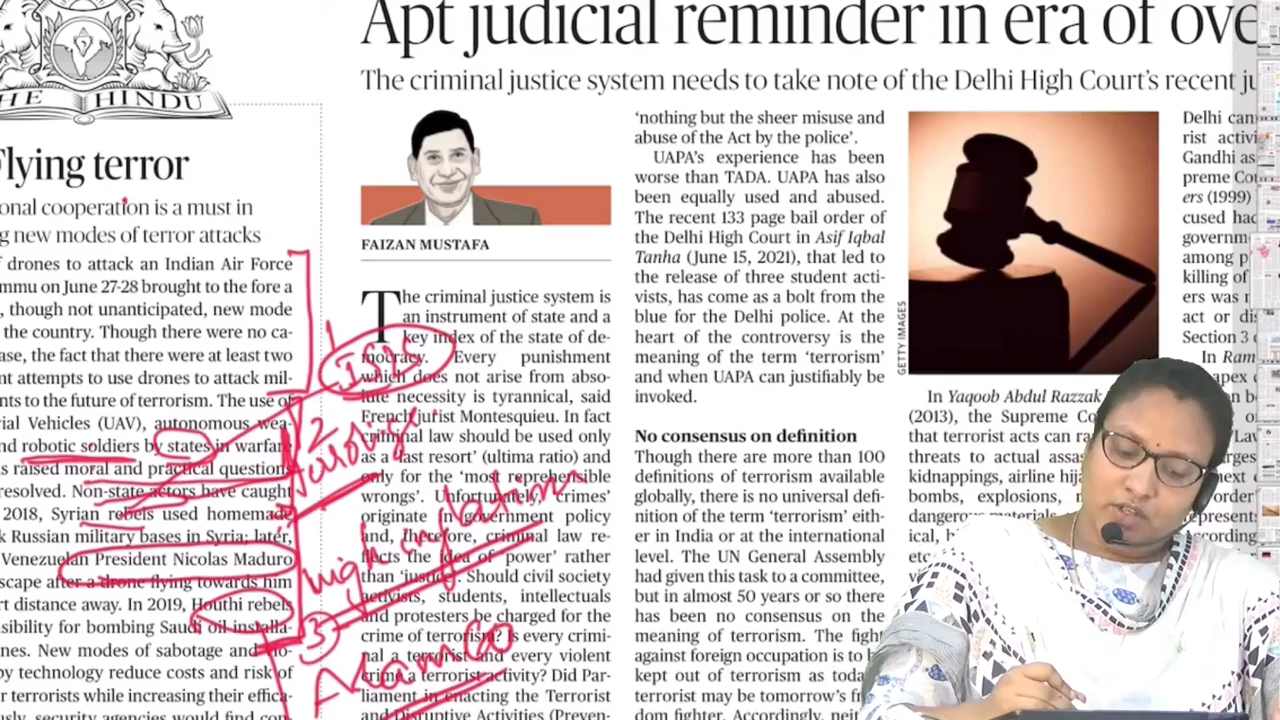 THE HINDU
Flying terror
onal cooperation is a must in
g new modes of terror attacks
f drones to attack an Indian Air Force
mmu on June 27-28 brought to the fore a
, though not unanticipated, new mode
the country. Though there were no ca-
ase, the fact that there were at least two
nt attempts to use drones to attack mil-
nts to the future of terrorism. The use of
ial Vehicles (UAV), autonomous wea-
nd robotic soldiers by states in warfare
s raised moral and practical questions
resolved. Non-state actors have caught
2018, Syrian rebels used homemade
k Russian military bases in Syria; later,
Venezuelan President Nicolas Maduro
scape after a drone flying towards him
rt distance away. In 2019, Houthi rebels
sibility for bombing Saudi oil installa-
nes. New modes of sabotage and vio-
by technology reduce costs and risk of
r terrorists while increasing their effica-
usly, security agencies would find con-
Apt judicial reminder in era of ove
The criminal justice system needs to take note of the Delhi High Court's recent ju
FAIZAN MUSTAFA
The criminal justice system is
an instrument of state and a
key index of the state of de-
mocracy. Every punishment
which does not arise from abso-
lute necessity is tyrannical, said
French jurist Montesquieu. In fact
criminal law should be used only
as a 'last resort' (ultima ratio) and
only for the 'most reprehensible
wrongs'. Unfortunately, 'crimes'
originate in government policy
and, therefore, criminal law re-
flects the idea of 'power' rather
than 'justice'. Should civil society
activists, students, intellectuals
and protesters be charged for the
crime of terrorism? Is every crimi-
nal a terrorist and every violent
crime a terrorist activity? Did Par-
liament in enacting the Terrorist
and Disruptive Activities (Preven-
2
3
high
Aramco
'nothing but the sheer misuse and
abuse of the Act by the police'.
UAPA's experience has been
worse than TADA. UAPA has also
been equally used and abused.
The recent 133 page bail order of
the Delhi High Court in Asif Iqbal
Tanha (June 15, 2021), that led to
the release of three student acti-
vists, has come as a bolt from the
blue for the Delhi police. At the
heart of the controversy is the
meaning of the term 'terrorism'
and when UAPA can justifiably be
invoked.
No consensus on definition
Though there are more than 100
definitions of terrorism available
globally, there is no universal defi-
nition of the term 'terrorism' eith-
er in India or at the international
level. The UN General Assembly
had given this task to a committee,
but in almost 50 years or so there
has been no consensus on the
meaning of terrorism. The fight
against foreign occupation is to b
kept out of terrorism as toda
terrorist may be tomorrow's fr
dom fighter. Accordingly, neit
GETTY IMAGES
In Yaqoob Abdul Razzak
(2013), the Supreme Co
that terrorist acts can ra
threats to actual assa
kidnappings, airline hija
bombs, explosions, m
dangerous materials
ical, b
etc
Delhi can
rist activi
Gandhi as
preme Cou
ers (1999)
cused had
governm
among p
killing of
ers was n
act or di
Section 3
In Ram